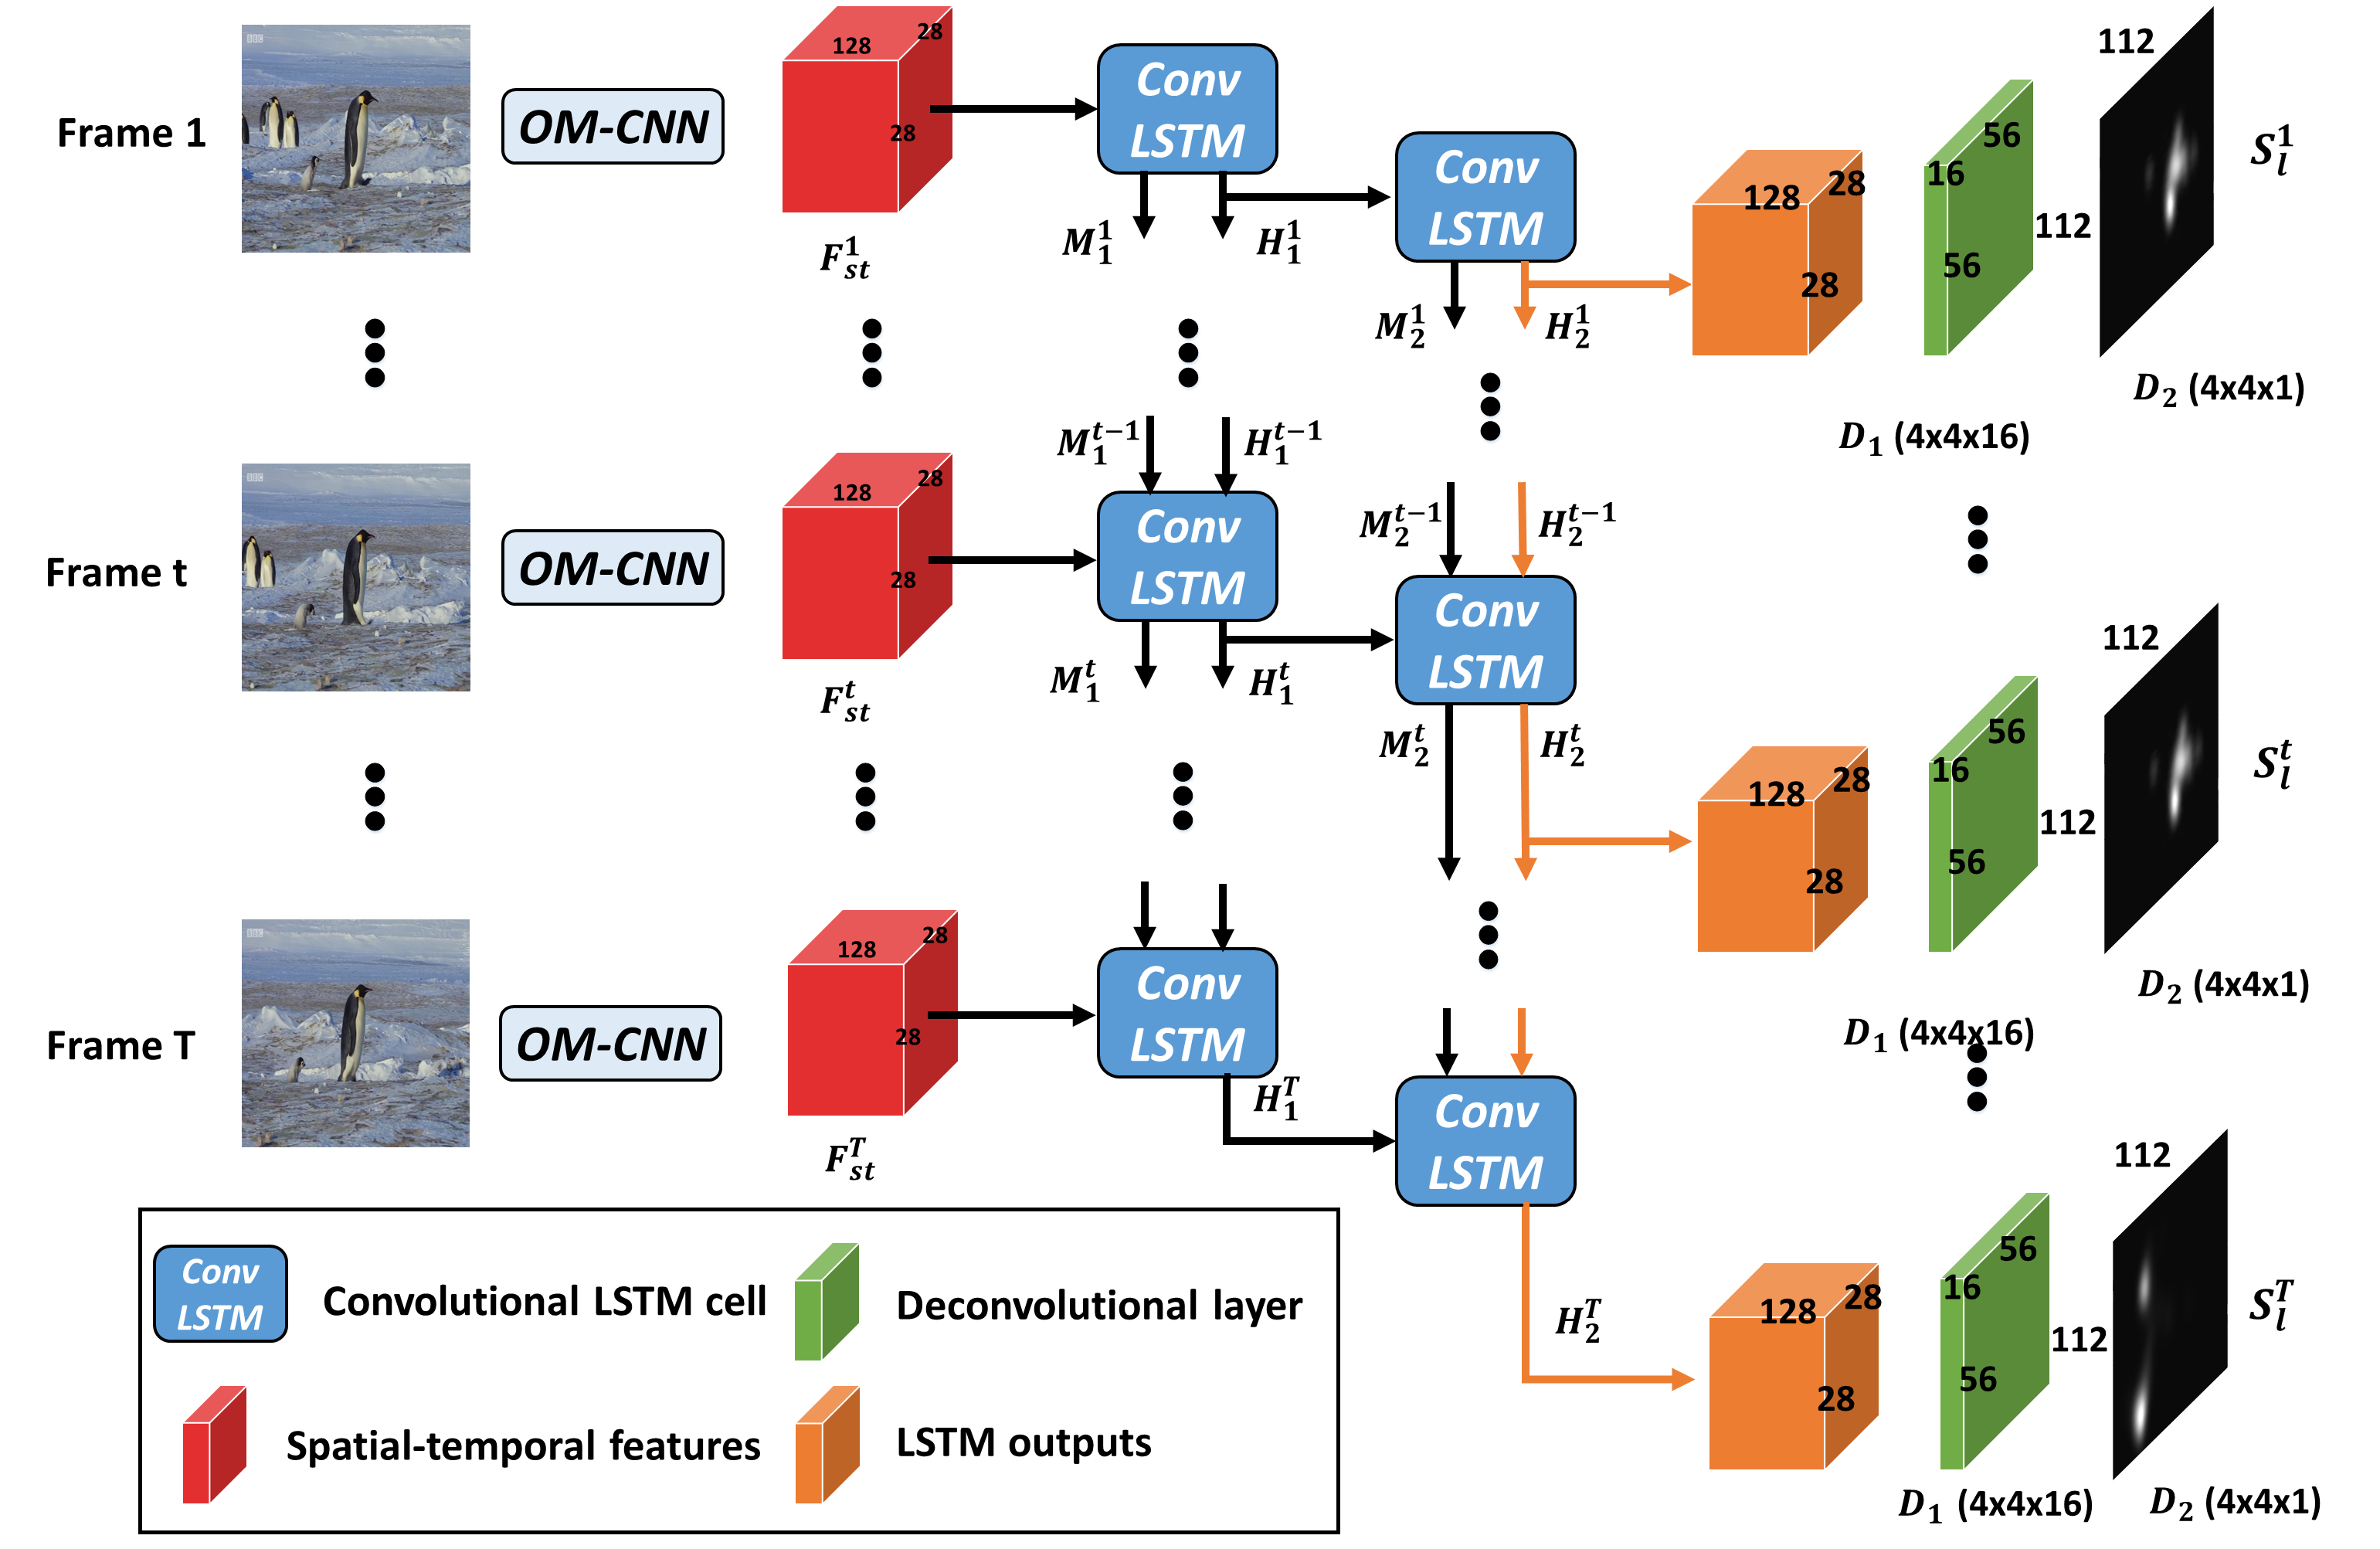 Frame 1
BBC
OM-CNN
128
28
28
F_{st}^{1}
Conv
LSTM
M_1^1
H_1^1
Conv
LSTM
M_2^1
H_2^1
128
28
28
16
56
56
D_1 (4x4x16)
112
112
S_l^1
D_2 (4x4x1)
Frame t
BBC
OM-CNN
128
28
28
F_{st}^{t}
M_1^{t-1}
H_1^{t-1}
Conv
LSTM
M_1^t
H_1^t
M_2^{t-1}
H_2^{t-1}
Conv
LSTM
M_2^t
H_2^t
128
28
28
16
56
56
D_1 (4x4x16)
112
112
S_l^t
D_2 (4x4x1)
Frame T
BBC
OM-CNN
128
28
28
F_{st}^{T}
Conv
LSTM
H_1^T
Conv
LSTM
H_2^T
128
28
28
16
56
56
D_1 (4x4x16)
112
112
S_l^T
D_2 (4x4x1)
Conv
LSTM
Convolutional LSTM cell
Deconvolutional layer
Spatial-temporal features
LSTM outputs